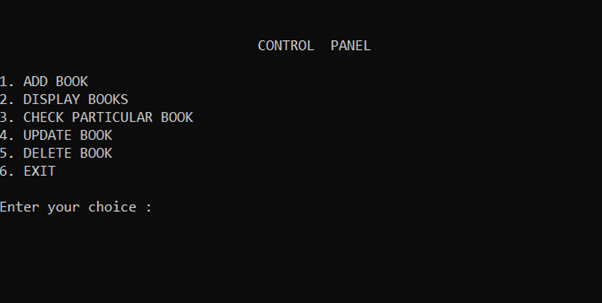 CONTROL  PANEL
1. ADD BOOK
2. DISPLAY BOOKS
3. CHECK PARTICULAR BOOK
4. UPDATE BOOK
5. DELETE BOOK
6. EXIT
Enter your choice :